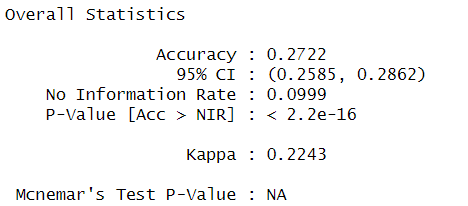 Overall Statistics
Accuracy : 0.2722
95% CI : (0.2585, 0.2862)
No Information Rate : 0.0999
P-Value [Acc > NIR] : < 2.2e-16
Kappa : 0.2243
Mcnemar's Test P-Value : NA